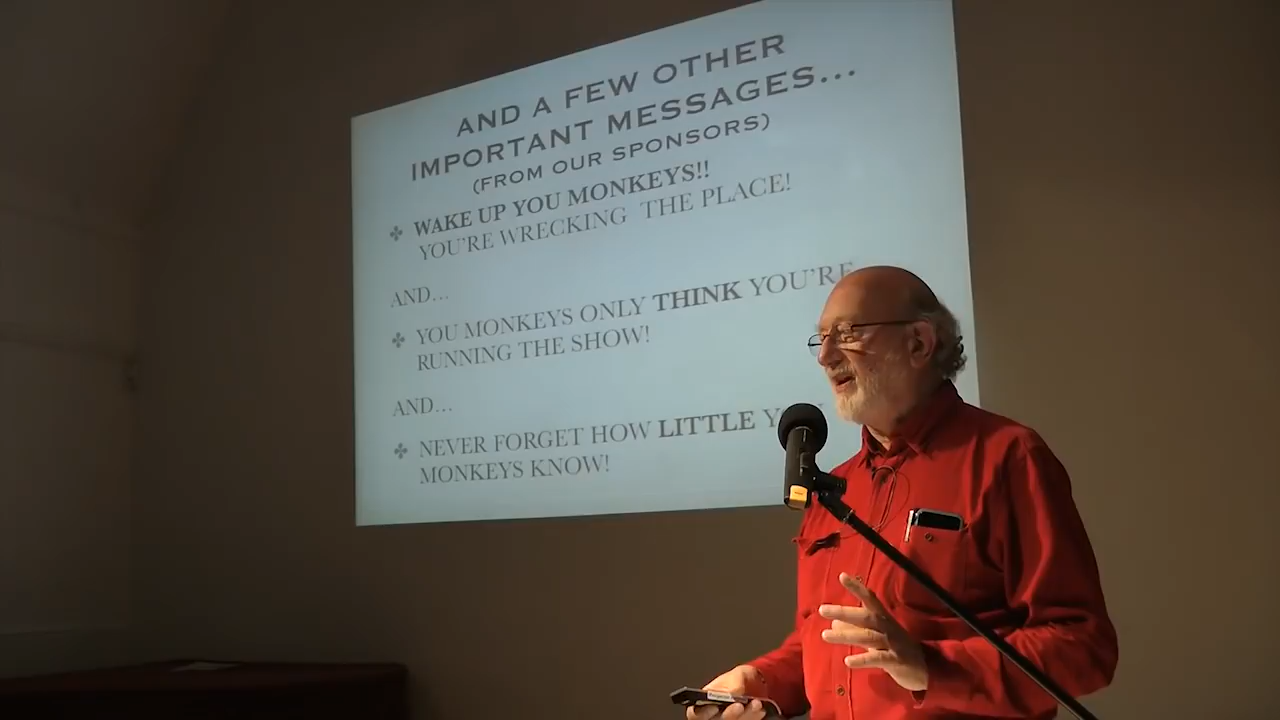 AND A FEW OTHER
IMPORTANT MESSAGES...
(FROM OUR SPONSORS)
WAKE UP YOU MONKEYS!!
YOU'RE WRECKING THE PLACE!
AND...
YOU MONKEYS ONLY THINK YOU'RE
RUNNING THE SHOW!
AND...
NEVER FORGET HOW LITTLE
MONKEYS KNOW!